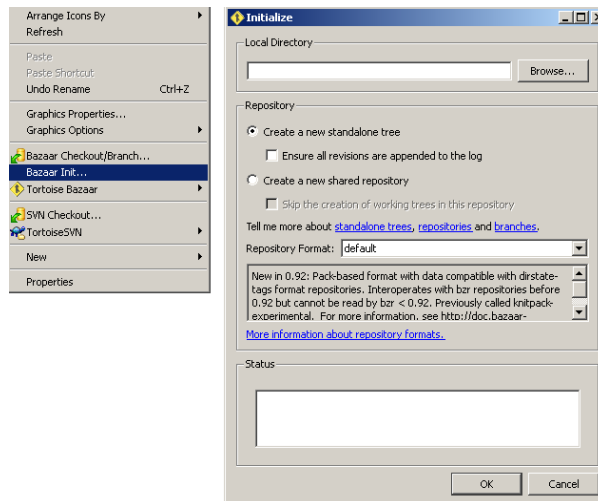 Arrange Icons By
Refresh
Paste
Paste Shortcut
Undo Rename Ctrl+Z
Graphics Properties...
Graphics Options
Bazaar Checkout/Branch...
Bazaar Init...
Tortoise Bazaar
SVN Checkout...
TortoiseSVN
New
Properties
Initialize
Local Directory
Browse...
Repository
Create a new standalone tree
Ensure all revisions are appended to the log
Create a new shared repository
Skip the creation of working trees in this repository
Tell me more about standalone trees, repositories and branches.
Repository Format: default
New in 0.92: Pack-based format with data compatible with dirstate-
tags format repositories. Interoperates with bzr repositories before
0.92 but cannot be read by bzr < 0.92. Previously called knitpack-
experimental. For more information, see http://doc.bazaar-
More information about repository formats.
Status
OK Cancel